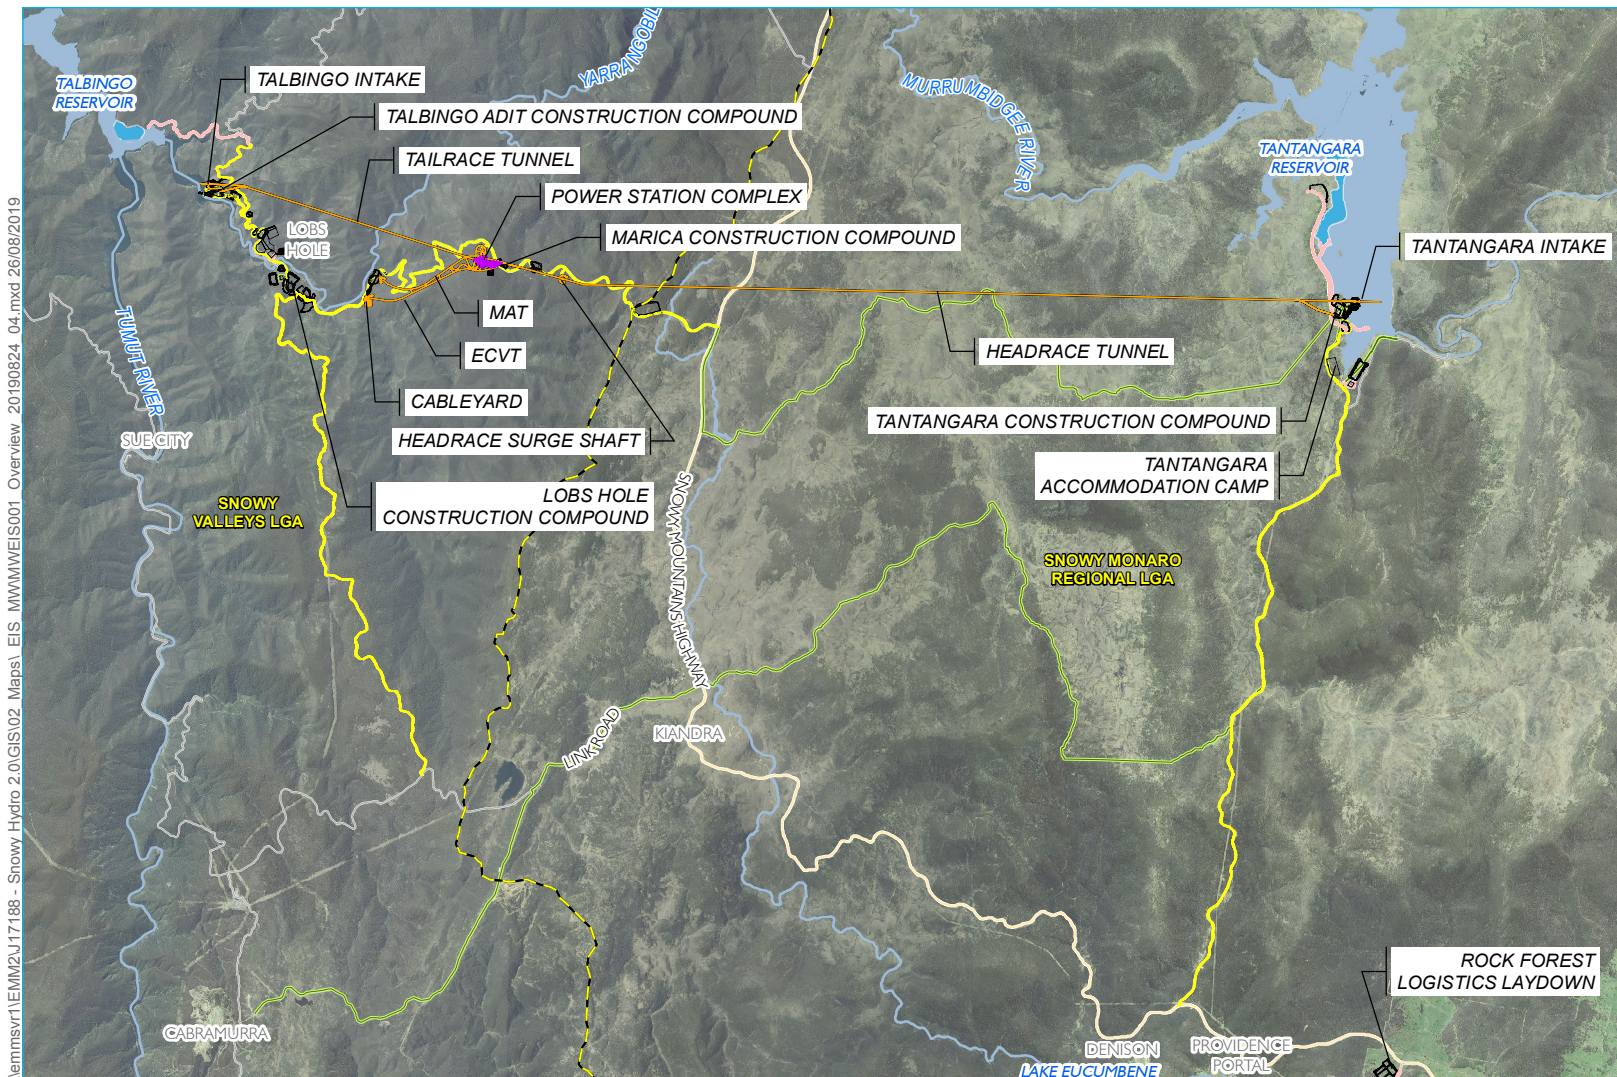 YARRANGOBIL
TALBINGO
RESERVOIR
TALBINGO INTAKE
MURRUMBIDGEE RIVER
TALBINGO ADIT CONSTRUCTION COMPOUND
TAILRACE TUNNEL
TANTANGARA
RESERVOIR
POWER STATION COMPLEX
LOBS
HOLE
MARICA CONSTRUCTION COMPOUND
TANTANGARA INTAKE
MAT
TUMUT RIVER
ECVT
HEADRACE TUNNEL
CABLEYARD
TANTANGARA CONSTRUCTION COMPOUND
SUE CITY
HEADRACE SURGE SHAFT
TANTANGARA
ACCOMMODATION CAMP
SNOWY
VALLEYS LGA
LOBS HOLE
CONSTRUCTION COMPOUND
SNOWY MOUNTAINS HIGHWAY
SNOWY MONARO
REGIONAL LGA
LINK ROAD
KIANDRA
ROCK FOREST
LOGISTICS LAYDOWN
CABRAMURRA
DENISON
PROVIDENCE
PORTAL
LAKE EUCUMBENE
\emmsvr1\EMM2\J17188 - Snowy Hydro 2.0\GIS\02_Maps\_EIS_MW\MWEIS001_Overview_20190824_04.mxd 26/08/2019